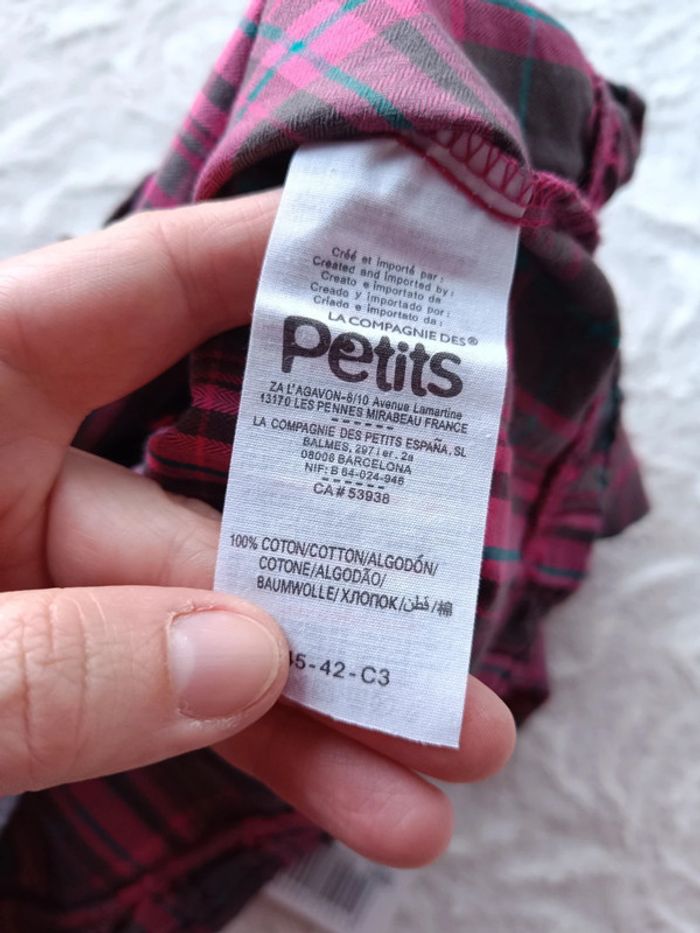 Créé et importé par :
Created and imported by:
Creato e importato da
Creado y importado por:
Criado e importato da:
LA COMPAGNIE DES®
Petits
ZA L'AGAVON-8/10 Avenue Lamartine
13170 LES PENNES MIRABEAU FRANCE
LA COMPAGNIE DES PETITS ESPAÑA, SL
BALMES, 297 1er. 2a
08006 BARCELONA
NIF: B 64-024-946
CA# 53938
100% COTON/COTTON/ALGODÓN/
COTONE/ALGODÃO/
BAUMWOLLE/ХЛОПОК/قطن/棉
5-42-C3